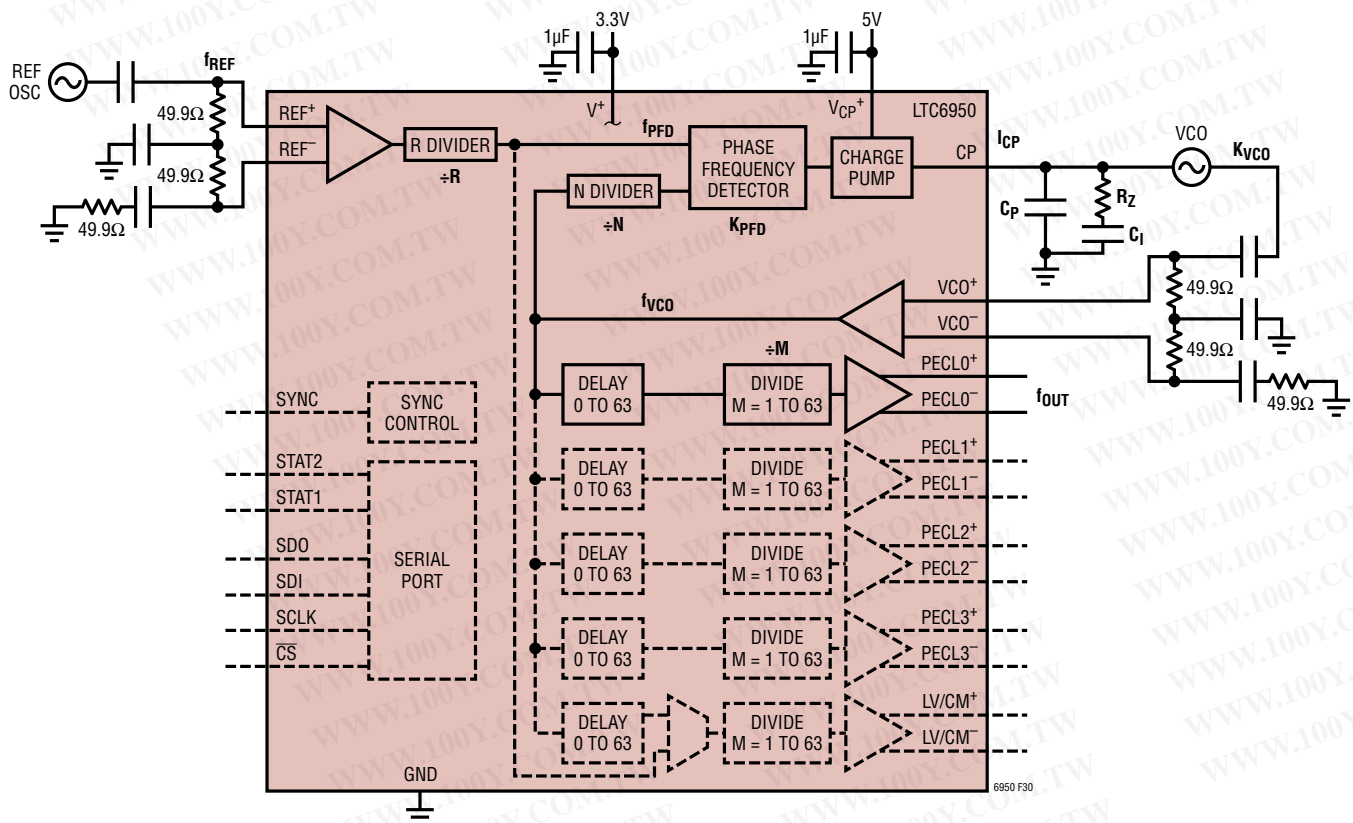 3.3V
5V
1µF
1µF
REF
OSC
fREF
49.9Ω
49.9Ω
49.9Ω
REF+
REF–
V+
VCP+
LTC6950
R DIVIDER
÷R
fPFD
PHASE
FREQUENCY
DETECTOR
KPFD
CHARGE
PUMP
CP
ICP
VCO
KVCO
N DIVIDER
÷N
CP
RZ
CI
fVCO
VCO+
VCO–
49.9Ω
49.9Ω
49.9Ω
÷M
DELAY
0 TO 63
DIVIDE
M = 1 TO 63
PECL0+
PECL0–
fOUT
SYNC
SYNC
CONTROL
DELAY
0 TO 63
DIVIDE
M = 1 TO 63
PECL1+
PECL1–
STAT2
STAT1
SDO
SDI
SCLK
CS
SERIAL
PORT
DELAY
0 TO 63
DIVIDE
M = 1 TO 63
PECL2+
PECL2–
DELAY
0 TO 63
DIVIDE
M = 1 TO 63
PECL3+
PECL3–
DELAY
0 TO 63
DIVIDE
M = 1 TO 63
LV/CM+
LV/CM–
GND
6950 F30
WWW.100Y.COM.TW